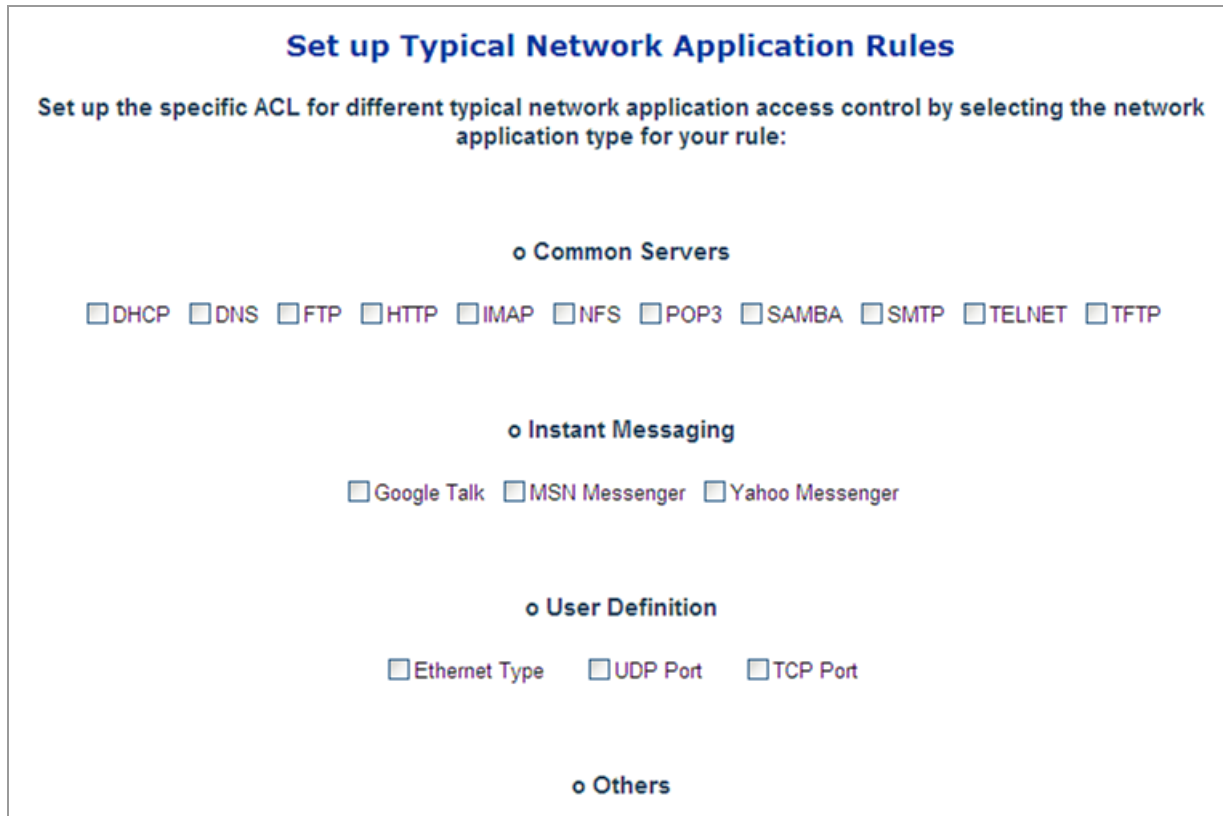 Set up Typical Network Application Rules
Set up the specific ACL for different typical network application access control by selecting the network
application type for your rule:
o Common Servers
DHCP DNS FTP HTTP IMAP NFS POP3 SAMBA SMTP TELNET TFTP
o Instant Messaging
Google Talk MSN Messenger Yahoo Messenger
o User Definition
Ethernet Type UDP Port TCP Port
o Others